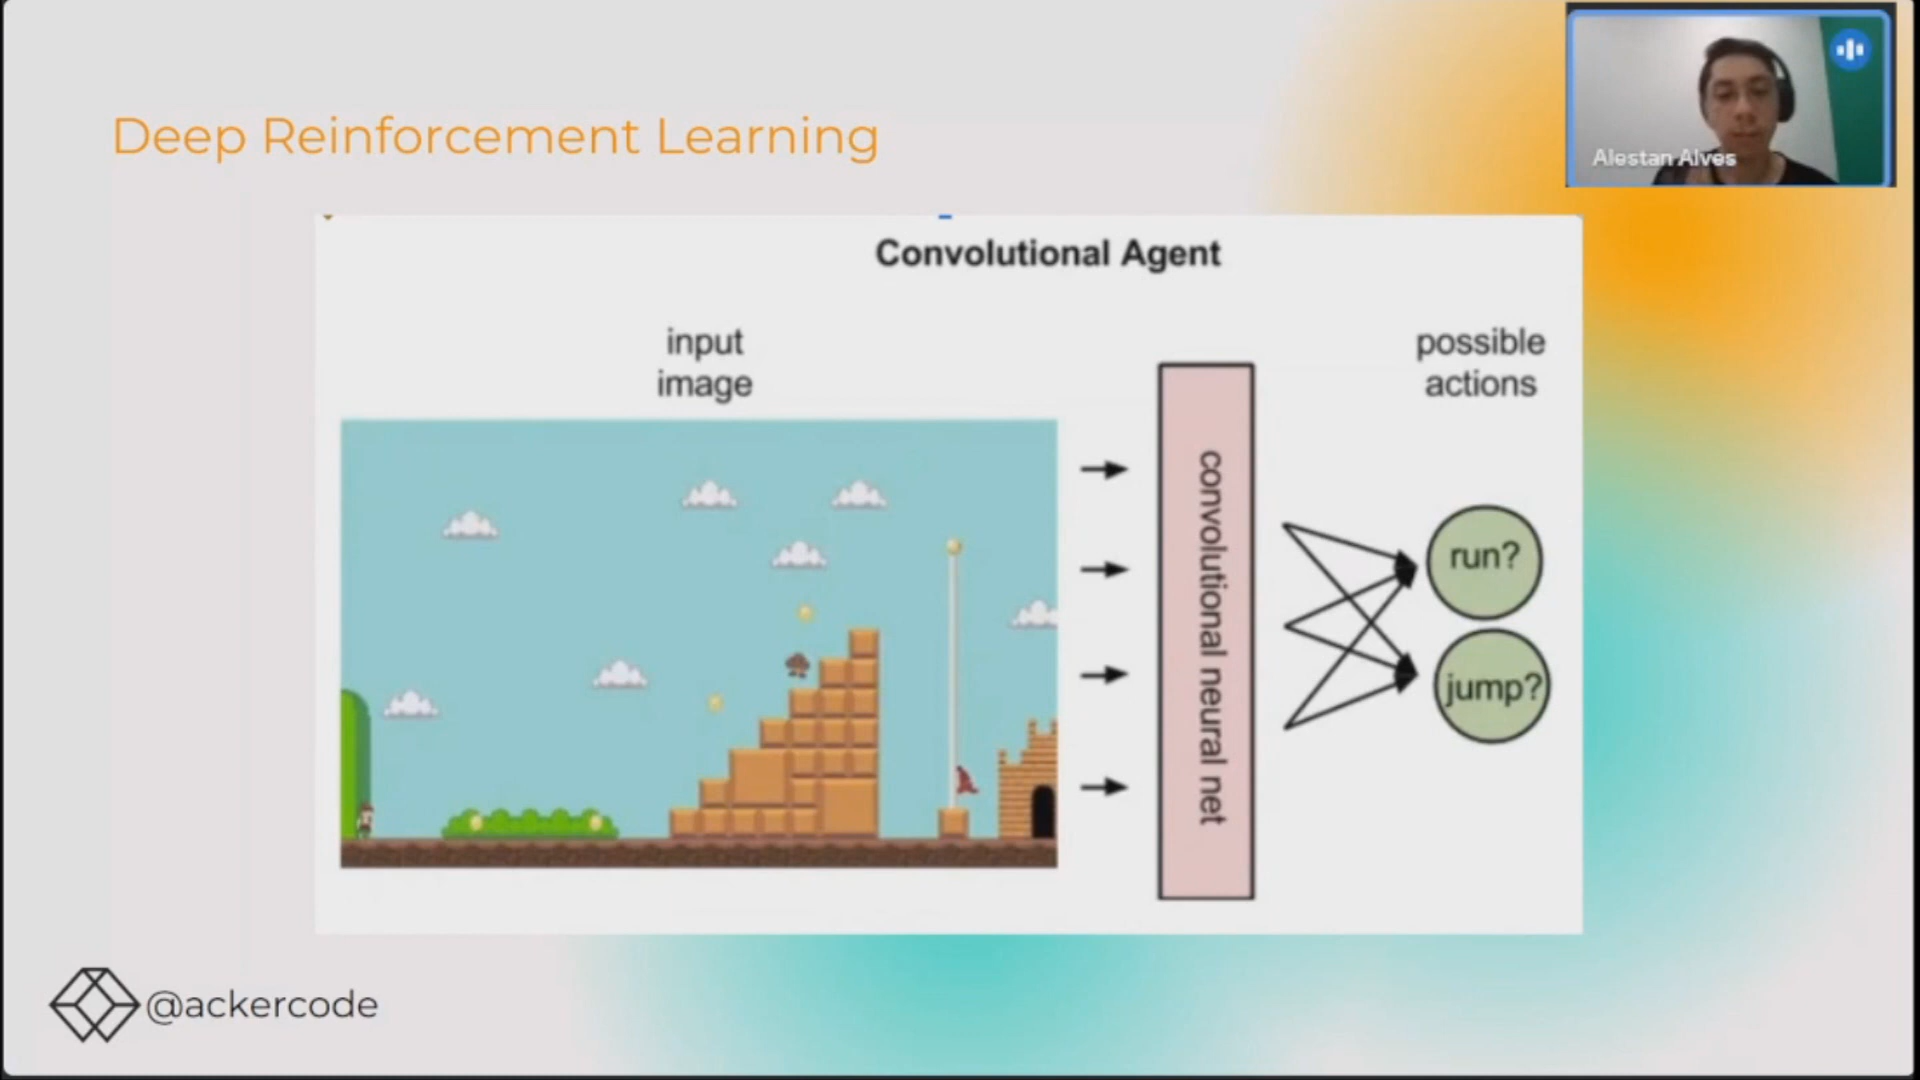 Deep Reinforcement Learning
Alestan Alves
Convolutional Agent
input
image
possible
actions
convolutional neural net
run?
jump?
@ackercode